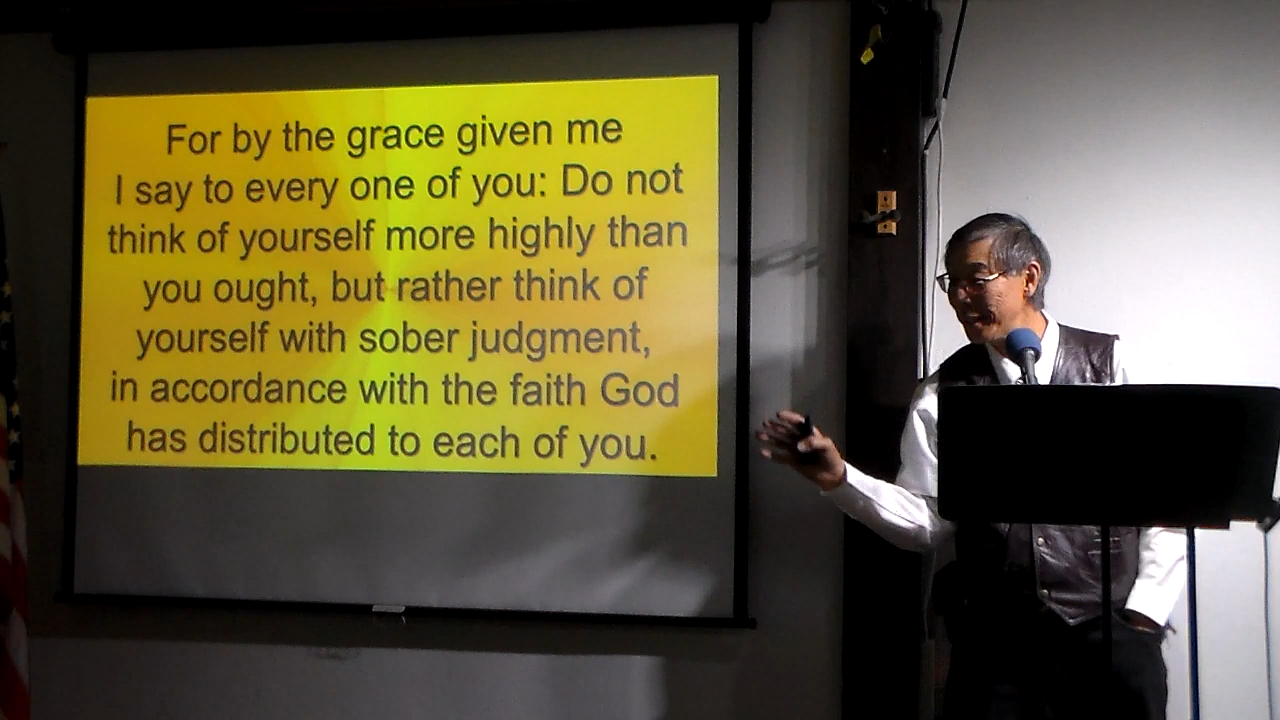 For by the grace given me
I say to every one of you: Do not
think of yourself more highly than
you ought, but rather think of
yourself with sober judgment,
in accordance with the faith God
has distributed to each of you.